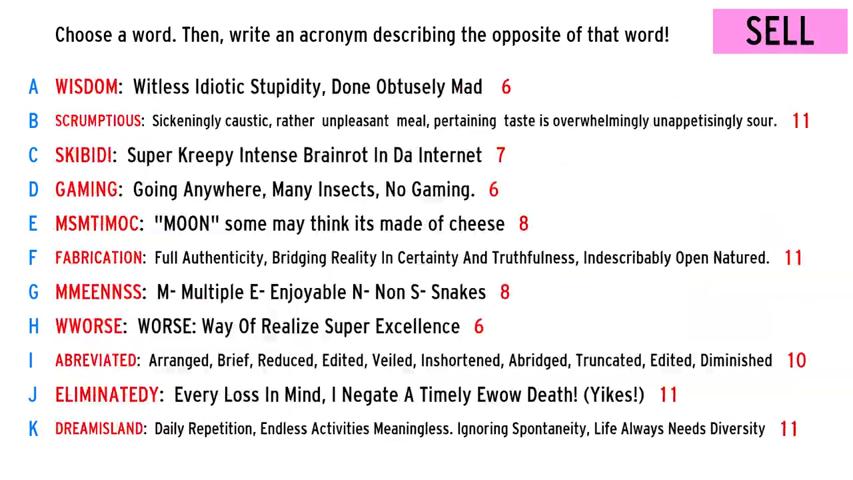 Choose a word. Then, write an acronym describing the opposite of that word! SELL
A WISDOM: Witless Idiotic Stupidity, Done Obtusely Mad 6
B SCRUMPTIOUS: Sickeningly caustic, rather unpleasant meal, pertaining taste is overwhelmingly unappetisingly sour. 11
C SKIBIDI: Super Kreepy Intense Brainrot In Da Internet 7
D GAMING: Going Anywhere, Many Insects, No Gaming. 6
E MSMTIMOC: "MOON" some may think its made of cheese 8
F FABRICATION: Full Authenticity, Bridging Reality In Certainty And Truthfulness, Indescribably Open Natured. 11
G MMEENNSS: M- Multiple E- Enjoyable N- Non S- Snakes 8
H WWORSE: WORSE: Way Of Realize Super Excellence 6
I ABREVIATED: Arranged, Brief, Reduced, Edited, Veiled, Inshortened, Abridged, Truncated, Edited, Diminished 10
J ELIMINATEDY: Every Loss In Mind, I Negate A Timely Ewow Death! (Yikes!) 11
K DREAMISLAND: Daily Repetition, Endless Activities Meaningless. Ignoring Spontaneity, Life Always Needs Diversity 11